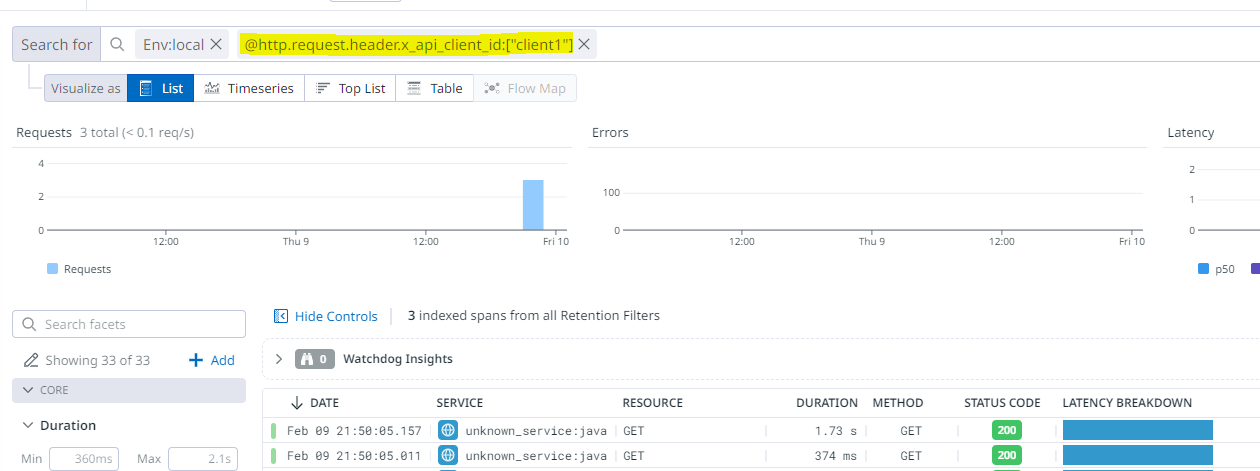 Search for Env:local @http.request.header.x_api_client_id:["client1"]
Visualize as List Timeseries Top List Table Flow Map
Requests 3 total (< 0.1 req/s)
4
2
0
12:00 Thu 9 12:00 Fri 10
Requests
Errors
100
0
12:00 Thu 9 12:00 Fri 10
Latency
2
1
0
p50
Search facets
Showing 33 of 33 Add
CORE
Duration
Min 360ms Max 2.1s
Hide Controls 3 indexed spans from all Retention Filters
0 Watchdog Insights
DATE SERVICE RESOURCE DURATION METHOD STATUS CODE LATENCY BREAKDOWN
Feb 09 21:50:05.157 unknown_service:java GET 1.73 s GET 200
Feb 09 21:50:05.011 unknown_service:java GET 374 ms GET 200